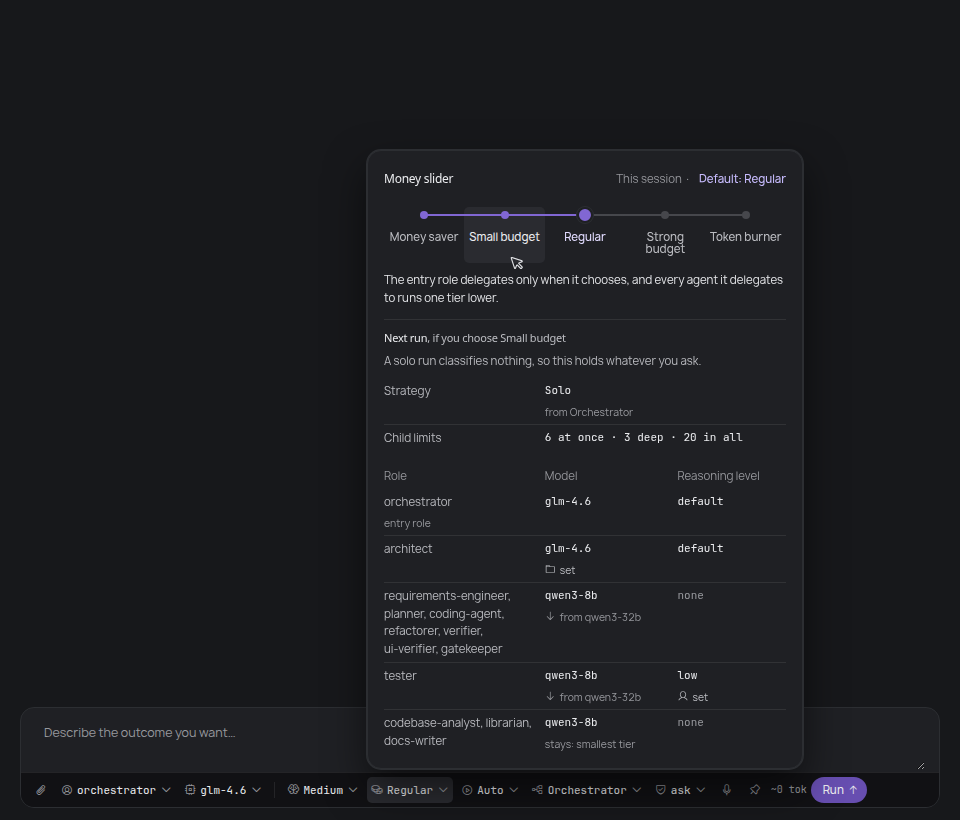 Money slider
This session · Default: Regular
Money saver Small budget Regular Strong budget Token burner
The entry role delegates only when it chooses, and every agent it delegates
to runs one tier lower.
Next run, if you choose Small budget
A solo run classifies nothing, so this holds whatever you ask.
Strategy Solo
from Orchestrator
Child limits 6 at once · 3 deep · 20 in all
Role Model Reasoning level
orchestrator glm-4.6 default
entry role
architect glm-4.6 default
set
requirements-engineer, qwen3-8b none
planner, coding-agent, from qwen3-32b
refactorer, verifier,
ui-verifier, gatekeeper
tester qwen3-8b low
from qwen3-32b set
codebase-analyst, librarian, qwen3-8b none
docs-writer stays: smallest tier
Describe the outcome you want…
orchestrator glm-4.6 Medium Regular Auto Orchestrator ask ~0 tok Run ↑